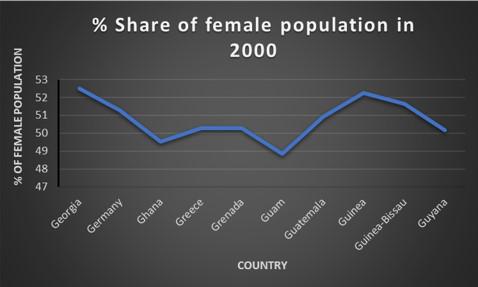 % Share of female population in
2000
% OF FEMALE POPULATION
53
52
51
50
49
48
47
Georgia
Germany
Ghana
Greece
Grenada
Guam
Guatemala
Guinea
Guinea-Bissau
Guyana
COUNTRY